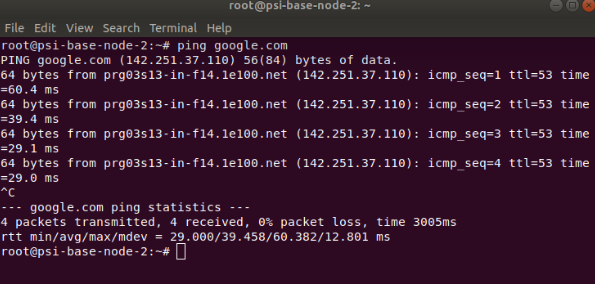 root@psi-base-node-2: ~
File Edit View Search Terminal Help
root@psi-base-node-2:~# ping google.com
PING google.com (142.251.37.110) 56(84) bytes of data.
64 bytes from prg03s13-in-f14.1e100.net (142.251.37.110): icmp_seq=1 ttl=53 time
=60.4 ms
64 bytes from prg03s13-in-f14.1e100.net (142.251.37.110): icmp_seq=2 ttl=53 time
=39.4 ms
64 bytes from prg03s13-in-f14.1e100.net (142.251.37.110): icmp_seq=3 ttl=53 time
=29.1 ms
64 bytes from prg03s13-in-f14.1e100.net (142.251.37.110): icmp_seq=4 ttl=53 time
=29.0 ms
^C
--- google.com ping statistics ---
4 packets transmitted, 4 received, 0% packet loss, time 3005ms
rtt min/avg/max/mdev = 29.000/39.458/60.382/12.801 ms
root@psi-base-node-2:~#